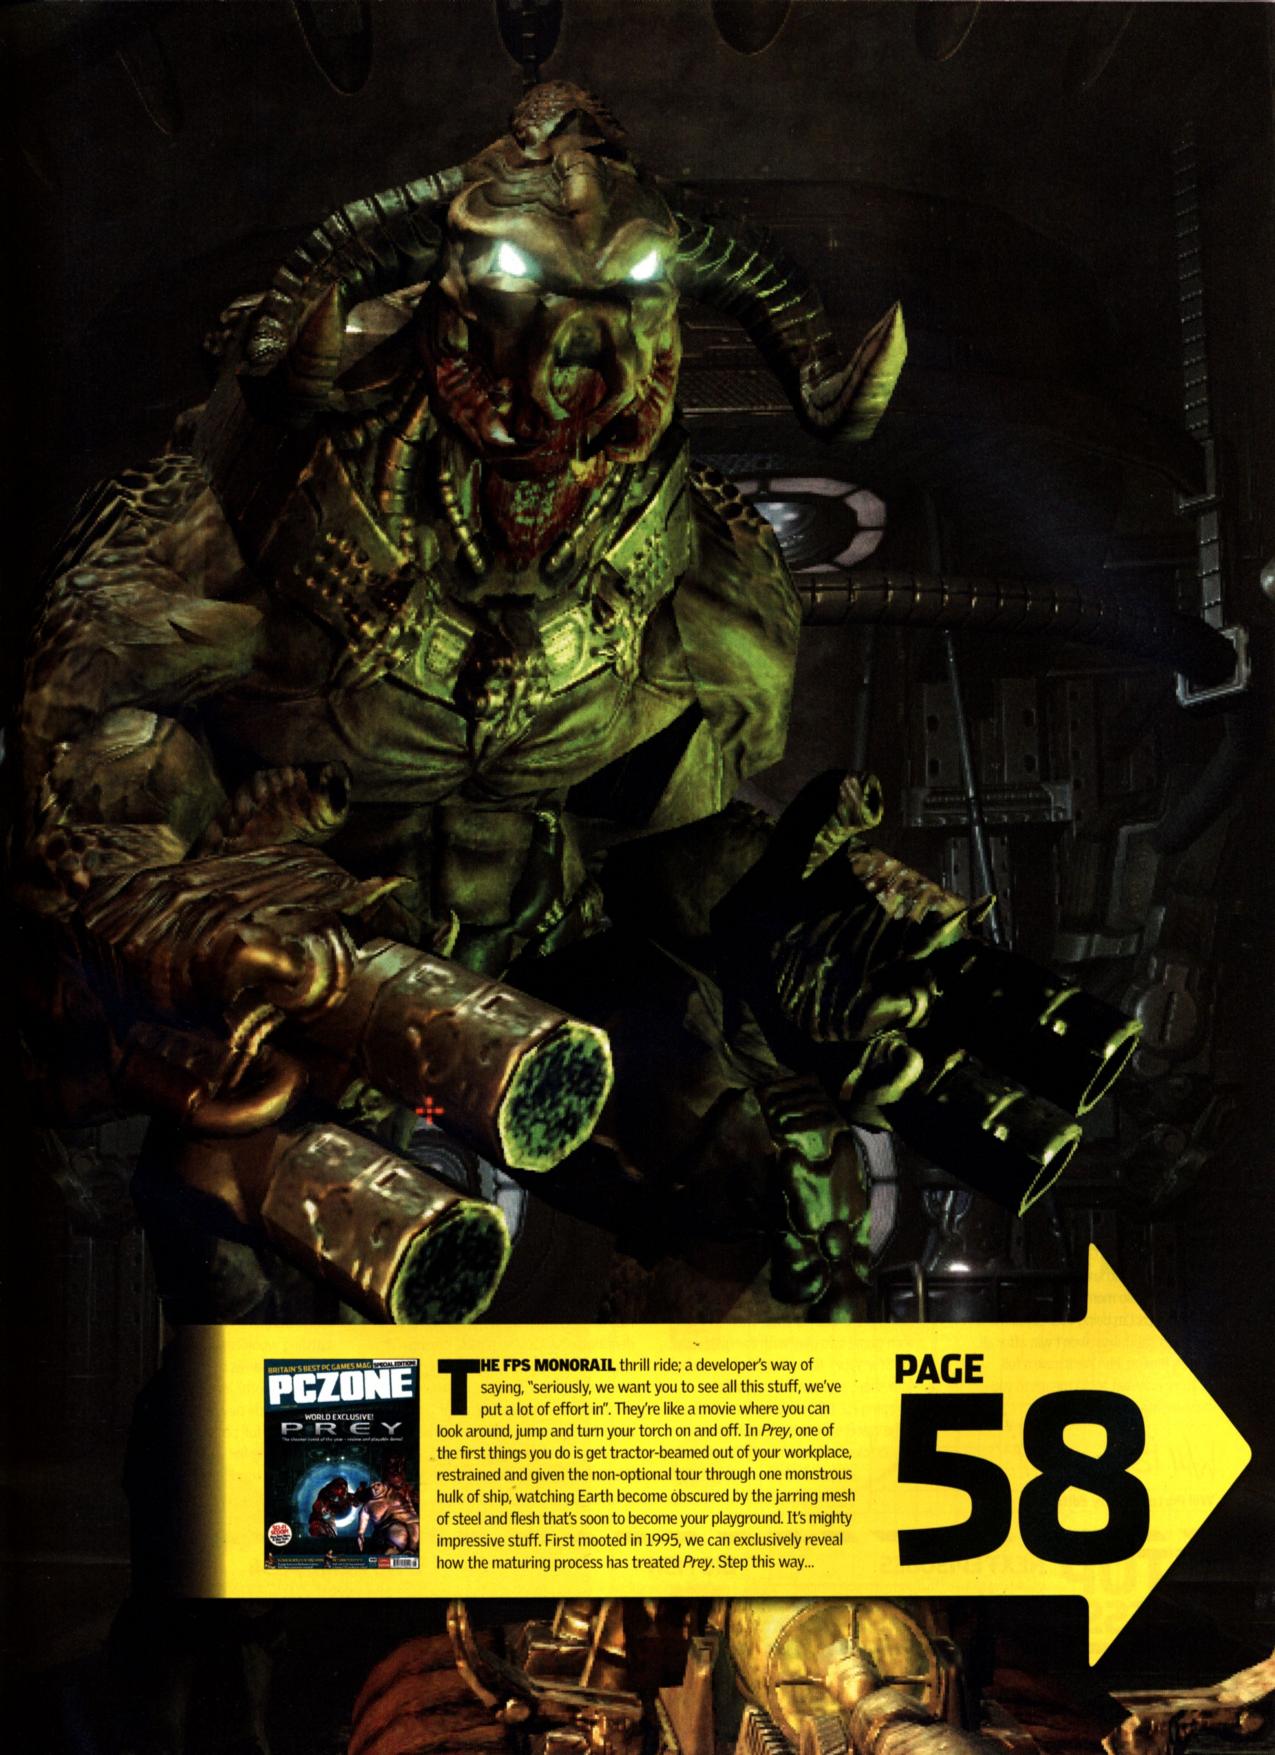 BRITAIN'S BEST PC GAMES MAG SPECIAL EDITION!
PCZONE
WORLD EXCLUSIVE!
PREY
THE FPS MONORAIL thrill ride; a developer's way of
saying, "seriously, we want you to see all this stuff, we've
put a lot of effort in". They're like a movie where you can
look around, jump and turn your torch on and off. In Prey, one of
the first things you do is get tractor-beamed out of your workplace,
restrained and given the non-optional tour through one monstrous
hulk of ship, watching Earth become obscured by the jarring mesh
of steel and flesh that's soon to become your playground. It's mighty
impressive stuff. First mooted in 1995, we can exclusively reveal
how the maturing process has treated Prey. Step this way...
PAGE
58